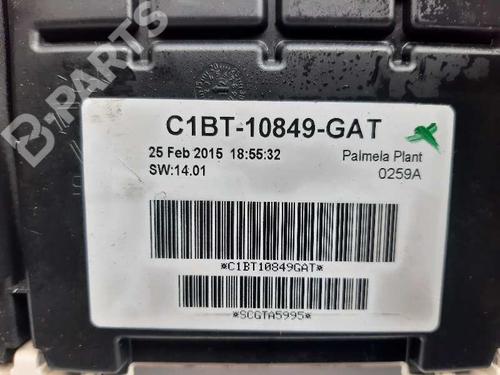 B-PARTS
C1BT-10849-GAT
25 Feb 2015 18:55:32
Palmela Plant
SW:14.01
0259A
*C1BT10849GAT*
*SCGTA5995*